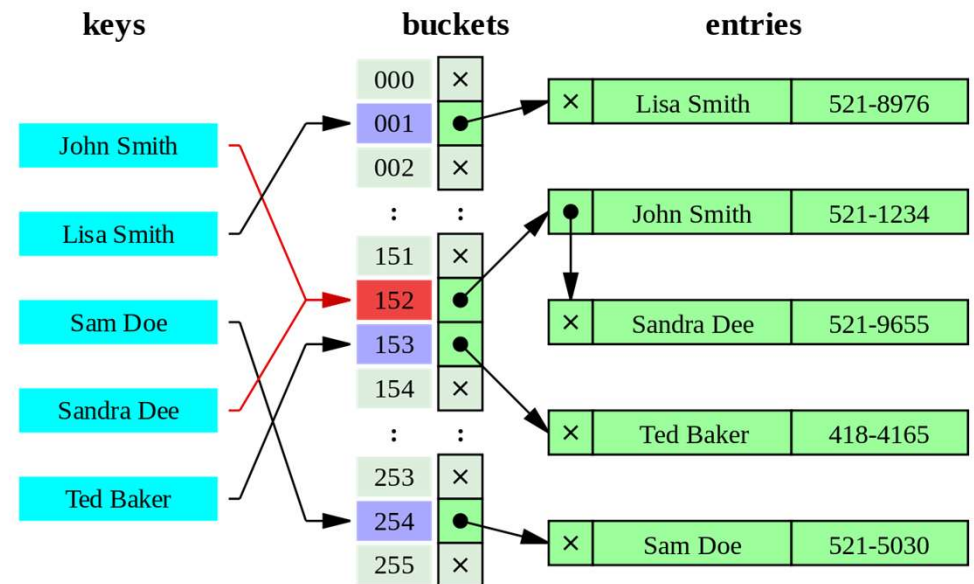 keys
buckets
entries
John Smith
Lisa Smith
Sam Doe
Sandra Dee
Ted Baker
000 ×
001
002 ×
: :
151 ×
152
153
154 ×
: :
253 ×
254
255 ×
× Lisa Smith 521-8976
John Smith 521-1234
× Sandra Dee 521-9655
× Ted Baker 418-4165
× Sam Doe 521-5030